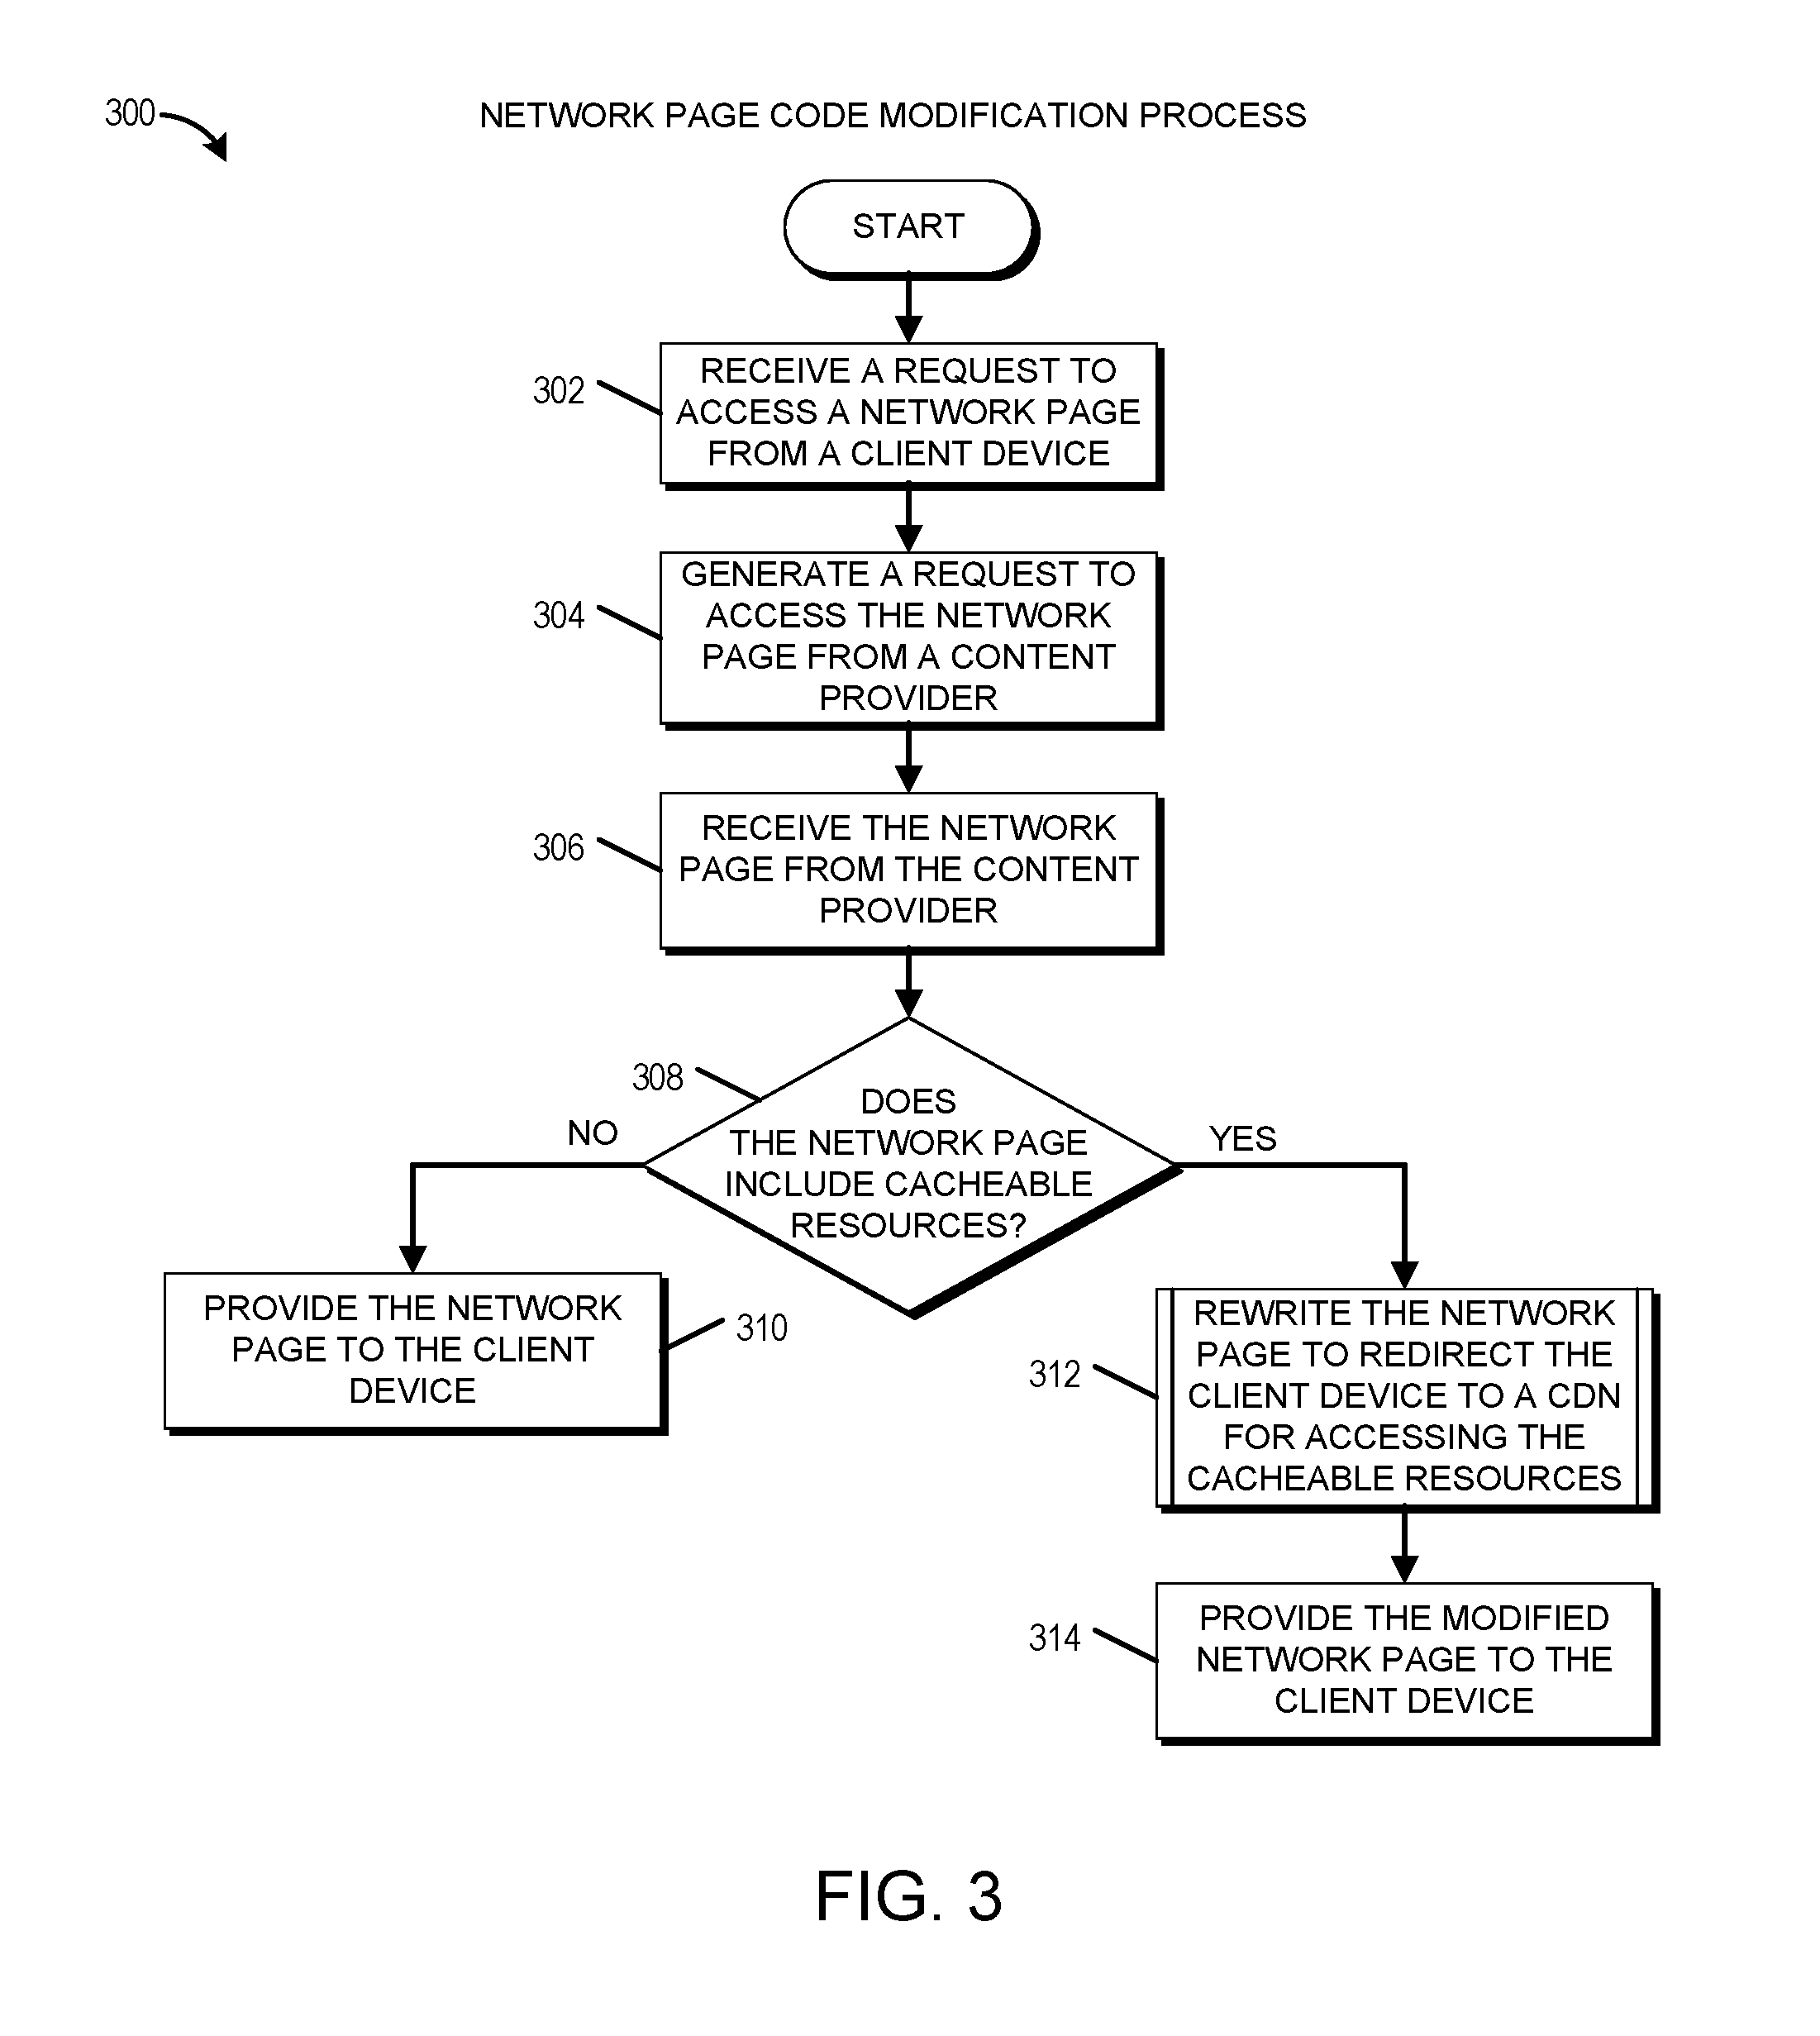 300
NETWORK PAGE CODE MODIFICATION PROCESS
START
302
RECEIVE A REQUEST TO
ACCESS A NETWORK PAGE
FROM A CLIENT DEVICE
304
GENERATE A REQUEST TO
ACCESS THE NETWORK
PAGE FROM A CONTENT
PROVIDER
306
RECEIVE THE NETWORK
PAGE FROM THE CONTENT
PROVIDER
308
DOES
THE NETWORK PAGE
INCLUDE CACHEABLE
RESOURCES?
NO
YES
PROVIDE THE NETWORK
PAGE TO THE CLIENT
DEVICE
310
312
REWRITE THE NETWORK
PAGE TO REDIRECT THE
CLIENT DEVICE TO A CDN
FOR ACCESSING THE
CACHEABLE RESOURCES
314
PROVIDE THE MODIFIED
NETWORK PAGE TO THE
CLIENT DEVICE
FIG. 3